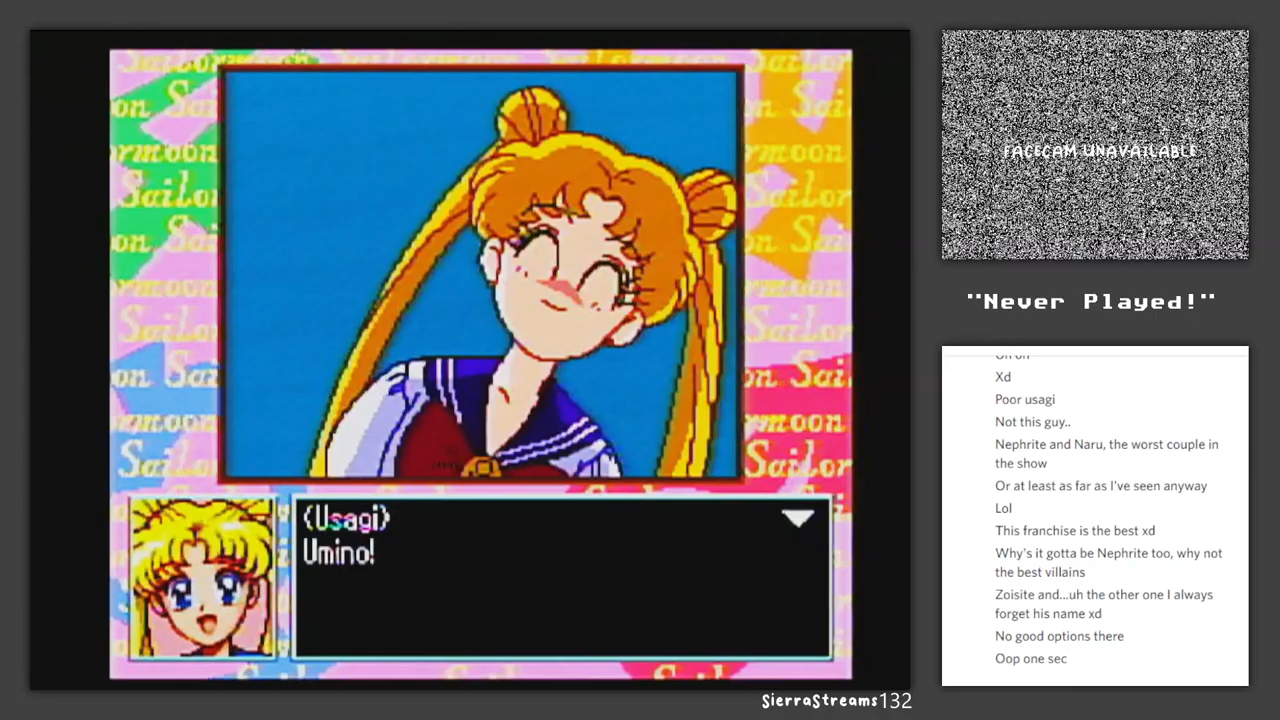 Sailormoon Sailormoon Sailor
(Usagi)
Umino!
FACECAM UNAVAILABLE
"Never Played!"
Xd
Poor usagi
Not this guy..
Nephrite and Naru, the worst couple in
the show
Or at least as far as I've seen anyway
Lol
This franchise is the best xd
Why's it gotta be Nephrite too, why not
the best villains
Zoisite and...uh the other one I always
forget his name xd
No good options there
Oop one sec
SierraStreams132